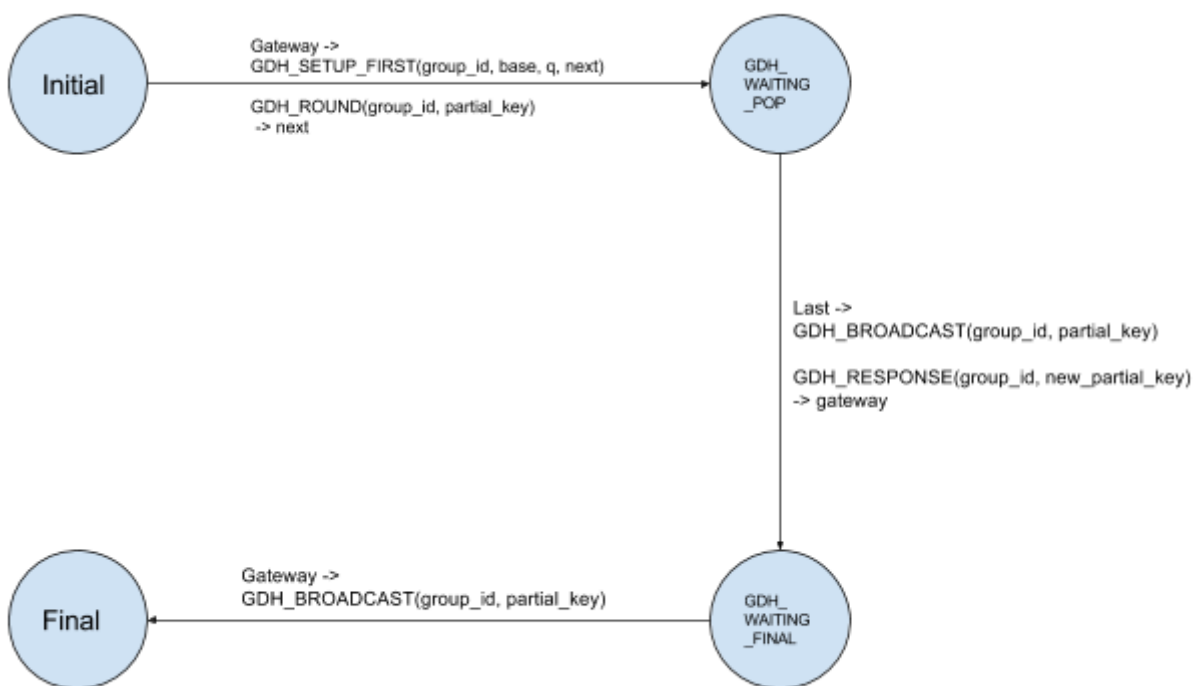 Initial
Gateway ->
GDH_SETUP_FIRST(group_id, base, q, next)
GDH_ROUND(group_id, partial_key)
-> next
GDH_
WAITING
_POP
Last ->
GDH_BROADCAST(group_id, partial_key)
GDH_RESPONSE(group_id, new_partial_key)
-> gateway
Final
Gateway ->
GDH_BROADCAST(group_id, partial_key)
GDH_
WAITING
_FINAL